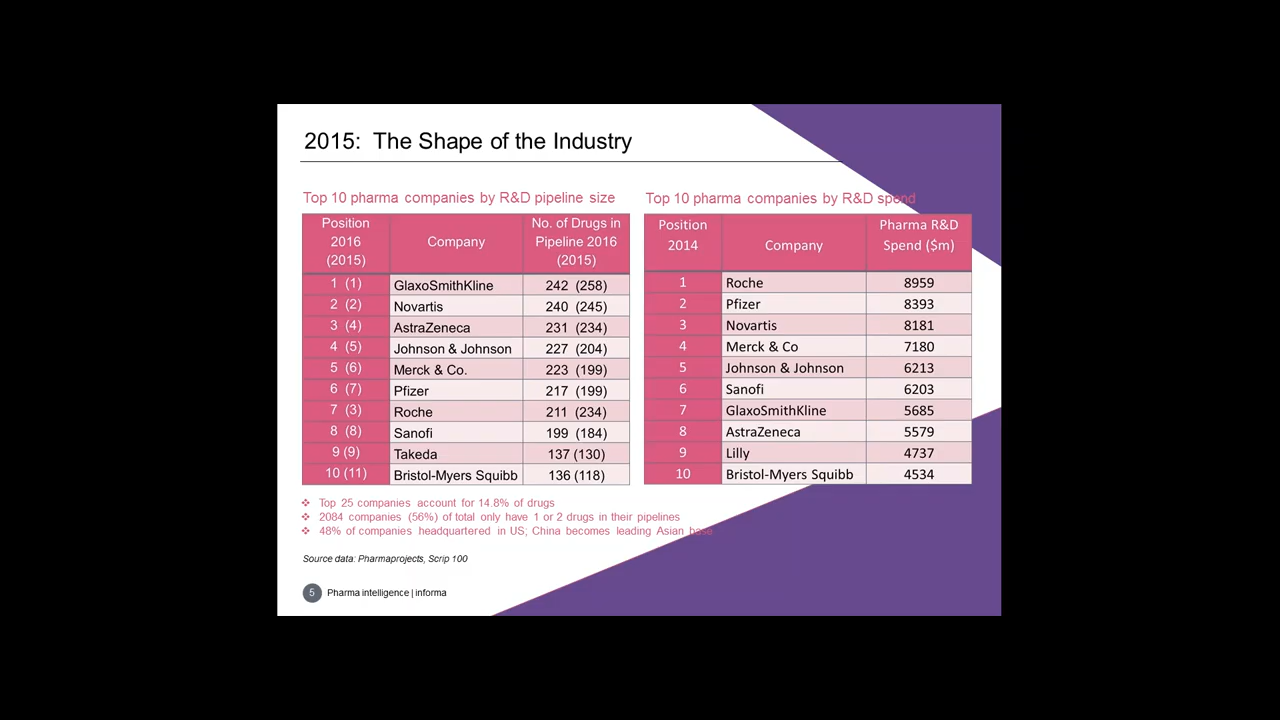 2015: The Shape of the Industry
Top 10 pharma companies by R&D pipeline size
Position 2016 (2015) Company No. of Drugs in Pipeline 2016 (2015)
1 (1) GlaxoSmithKline 242 (258)
2 (2) Novartis 240 (245)
3 (4) AstraZeneca 231 (234)
4 (5) Johnson & Johnson 227 (204)
5 (6) Merck & Co. 223 (199)
6 (7) Pfizer 217 (199)
7 (3) Roche 211 (234)
8 (8) Sanofi 199 (184)
9 (9) Takeda 137 (130)
10 (11) Bristol-Myers Squibb 136 (118)
Top 10 pharma companies by R&D spend
Position 2014 Company Pharma R&D Spend ($m)
1 Roche 8959
2 Pfizer 8393
3 Novartis 8181
4 Merck & Co 7180
5 Johnson & Johnson 6213
6 Sanofi 6203
7 GlaxoSmithKline 5685
8 AstraZeneca 5579
9 Lilly 4737
10 Bristol-Myers Squibb 4534
❖ Top 25 companies account for 14.8% of drugs
❖ 2084 companies (56%) of total only have 1 or 2 drugs in their pipelines
❖ 48% of companies headquartered in US; China becomes leading Asian base
Source data: Pharmaprojects, Scrip 100
5 Pharma intelligence | informa